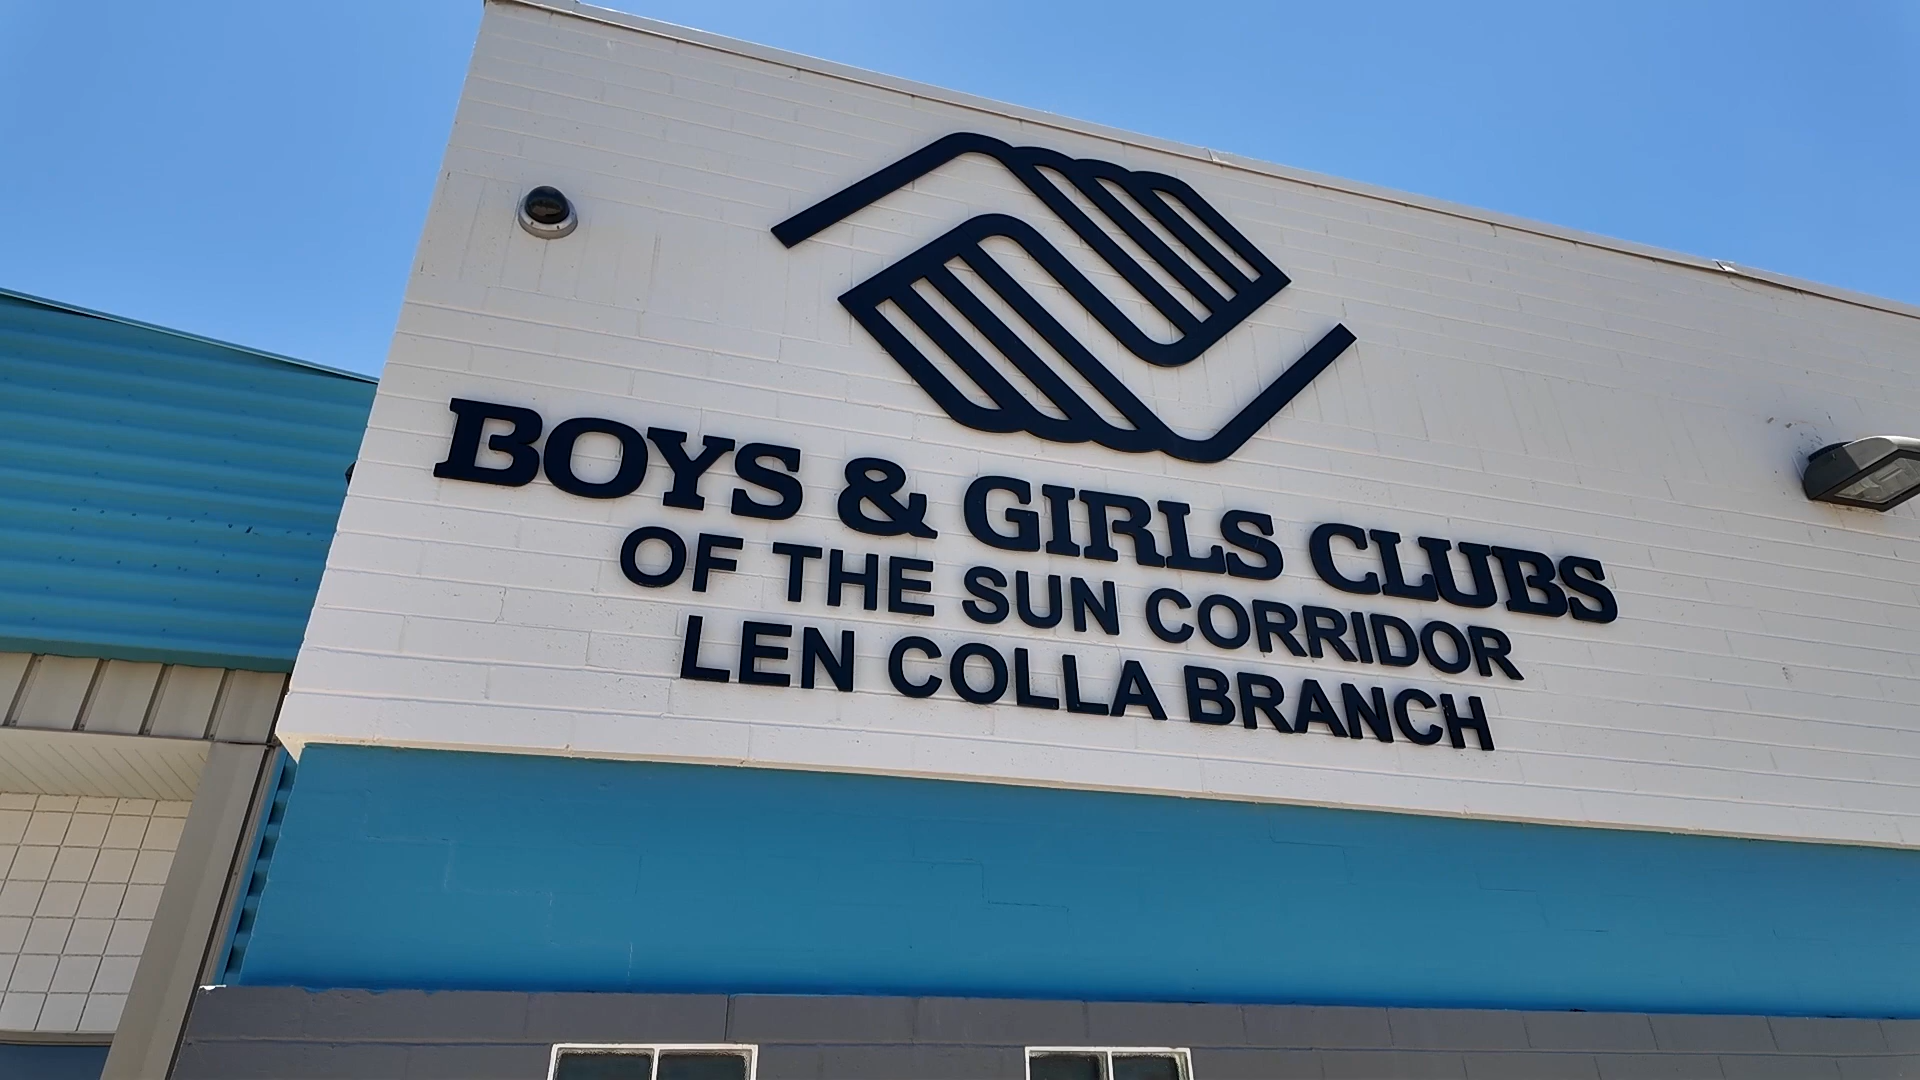 BOYS & GIRLS CLUBS
OF THE SUN CORRIDOR
LEN COLLA BRANCH